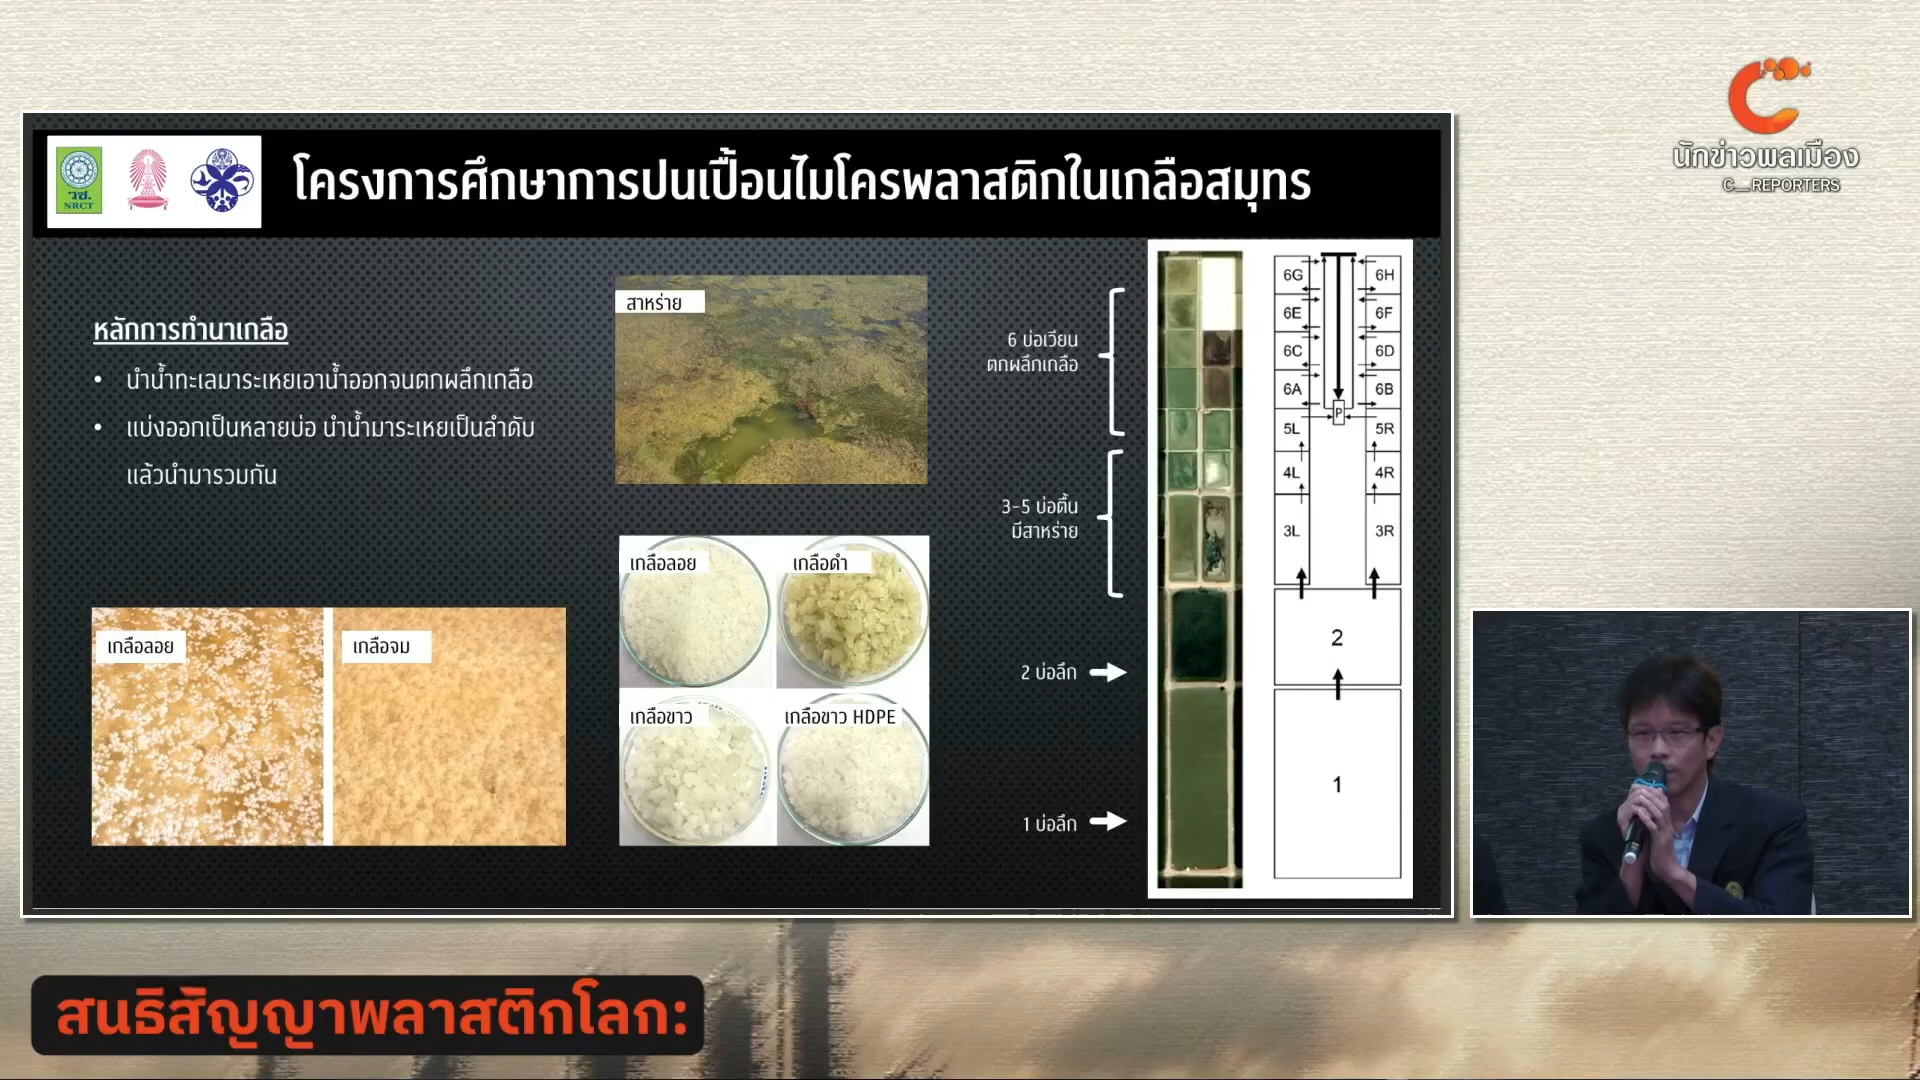 นักข่าวพลเมือง
C_REPORTERS
วช.
NRCT
โครงการศึกษาการปนเปื้อนไมโครพลาสติกในเกลือสมุทร
หลักการทำนาเกลือ
• นำน้ำทะเลมาระเหยเอาน้ำออกจนตกผลึกเกลือ
• แบ่งออกเป็นหลายบ่อ นำน้ำมาระเหยเป็นลำดับ
แล้วนำมารวมกัน
เกลือลอย
เกลือจม
สาหร่าย
เกลือลอย
เกลือดำ
เกลือขาว
เกลือขาว HDPE
6 บ่อเวียน
ตกผลึกเกลือ
3-5 บ่อตื้น
มีสาหร่าย
2 บ่อลึก
1 บ่อลึก
6G 6H
6E 6F
6C 6D
6A 6B
P
5L 5R
4L 4R
3L 3R
2
1
สนธิสัญญาพลาสติกโลก: